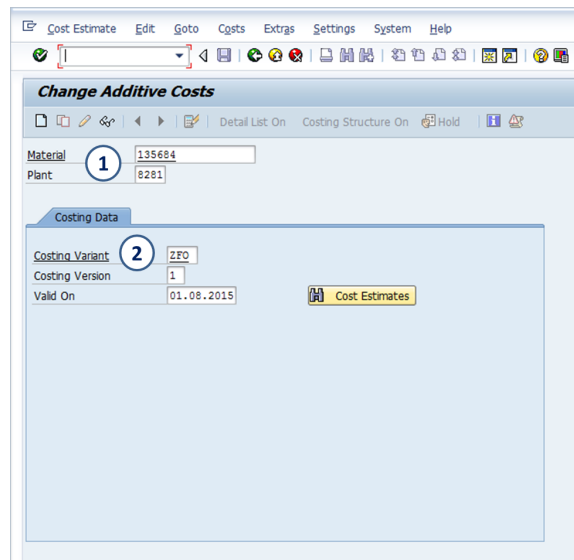 Cost Estimate Edit Goto Costs Extras Settings System Help
Change Additive Costs
Detail List On Costing Structure On Hold
Material 1 135684
Plant 8281
Costing Data
Costing Variant 2 ZFO
Costing Version 1
Valid On 01.08.2015 Cost Estimates